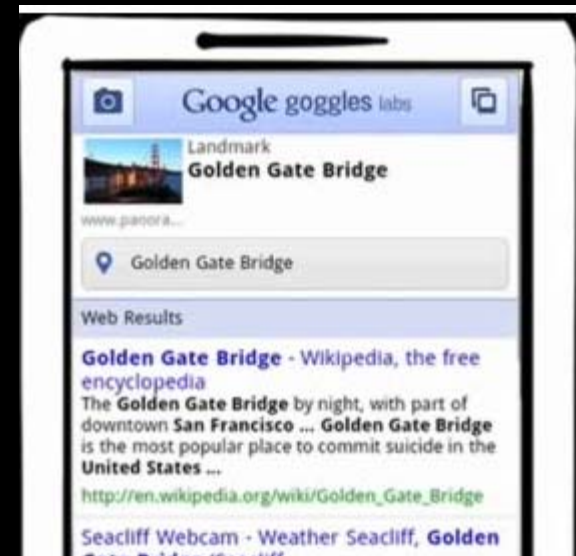 Google goggles labs
Landmark
Golden Gate Bridge
www.panora...
Golden Gate Bridge
Web Results
Golden Gate Bridge - Wikipedia, the free
encyclopedia
The Golden Gate Bridge by night, with part of
downtown San Francisco ... Golden Gate Bridge
is the most popular place to commit suicide in the
United States ...
http://en.wikipedia.org/wiki/Golden_Gate_Bridge
Seacliff Webcam - Weather Seacliff, Golden